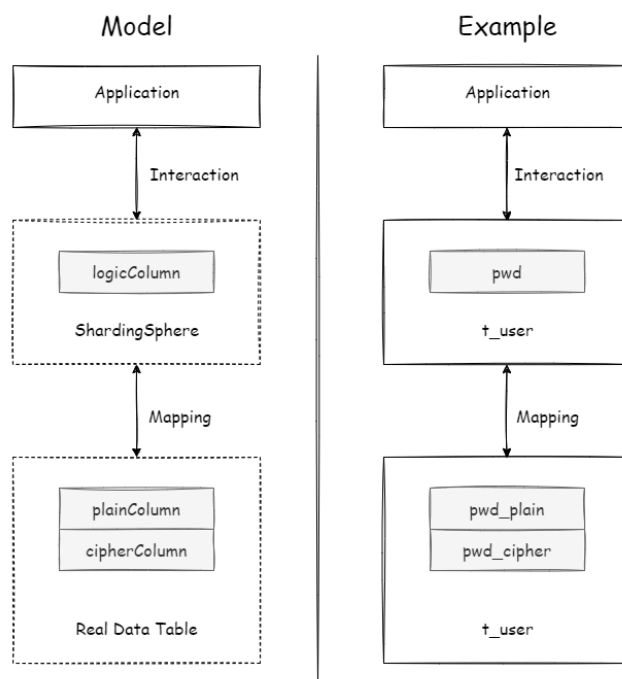 Model
Application
Interaction
logicColumn
ShardingSphere
Mapping
plainColumn
cipherColumn
Real Data Table
Example
Application
Interaction
pwd
t_user
Mapping
pwd_plain
pwd_cipher
t_user